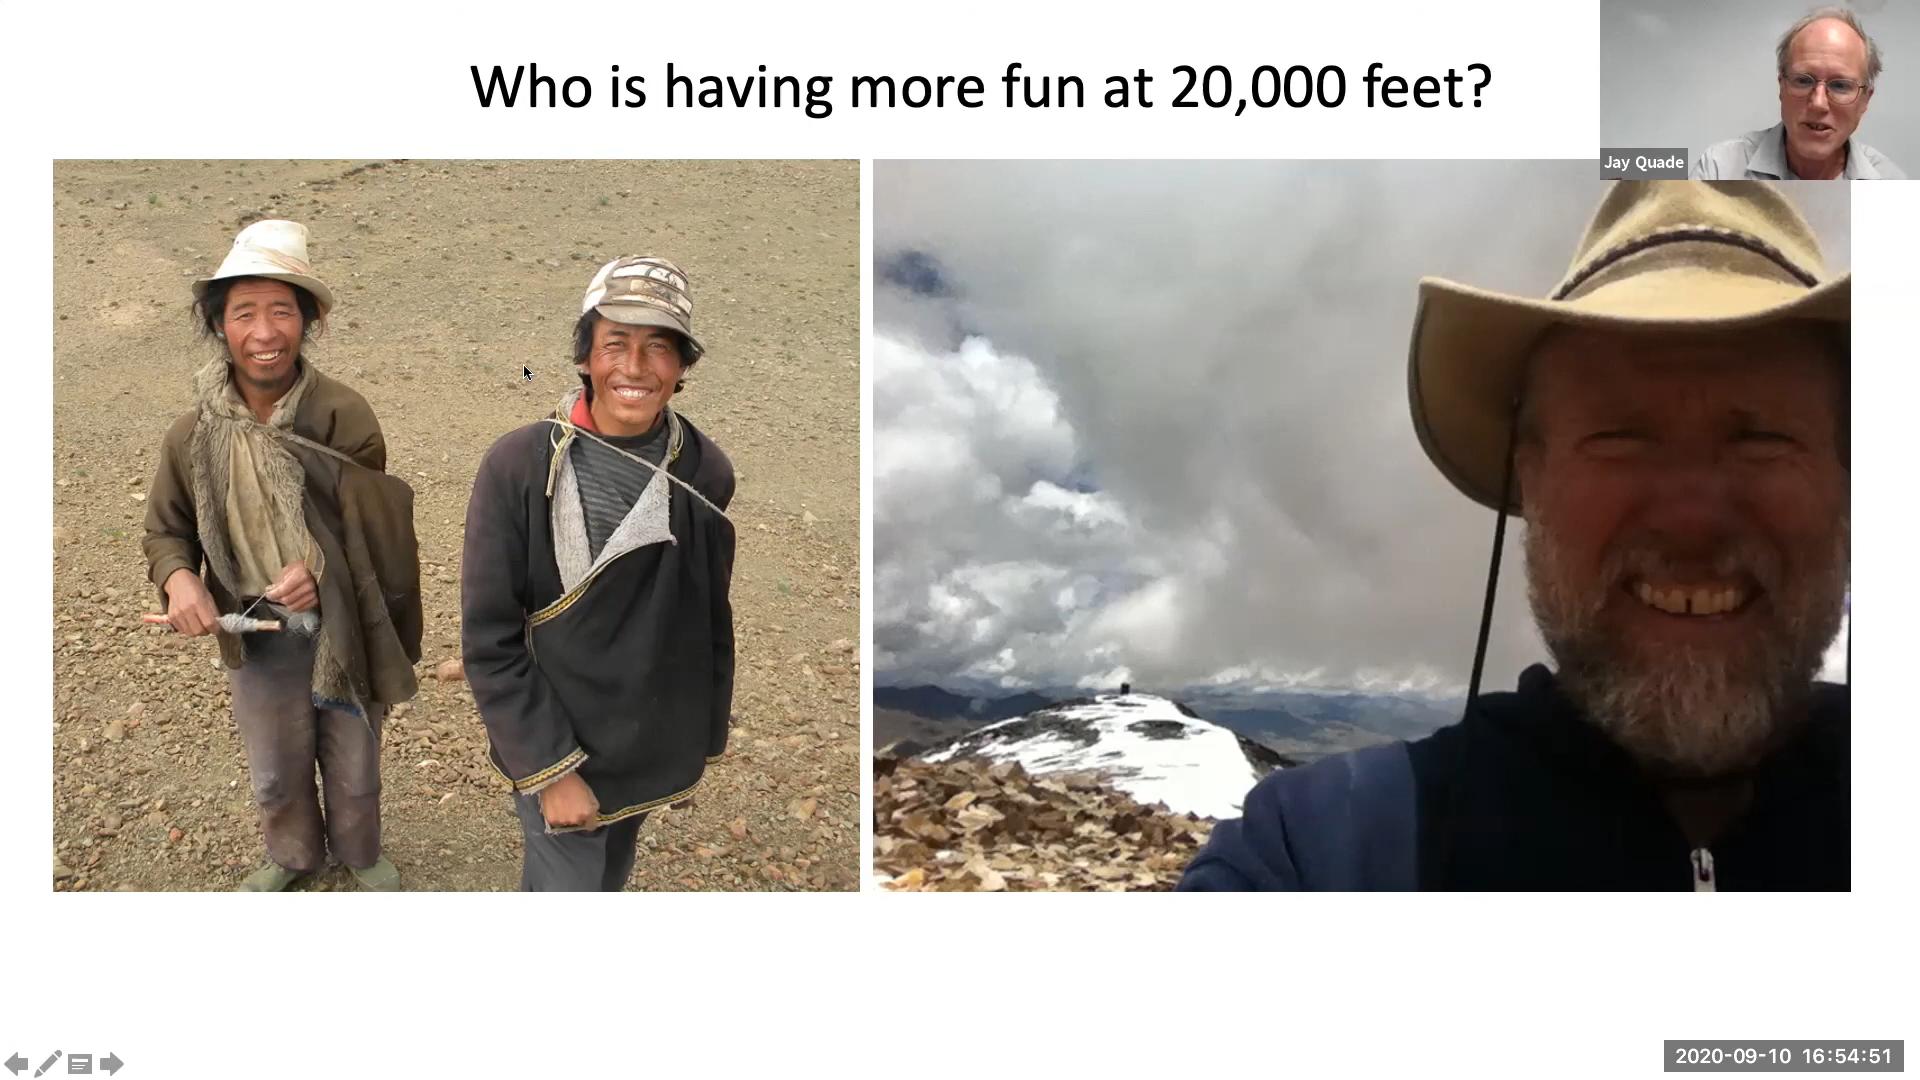 Who is having more fun at 20,000 feet?
Jay Quade
2020-09-10 16:54:51